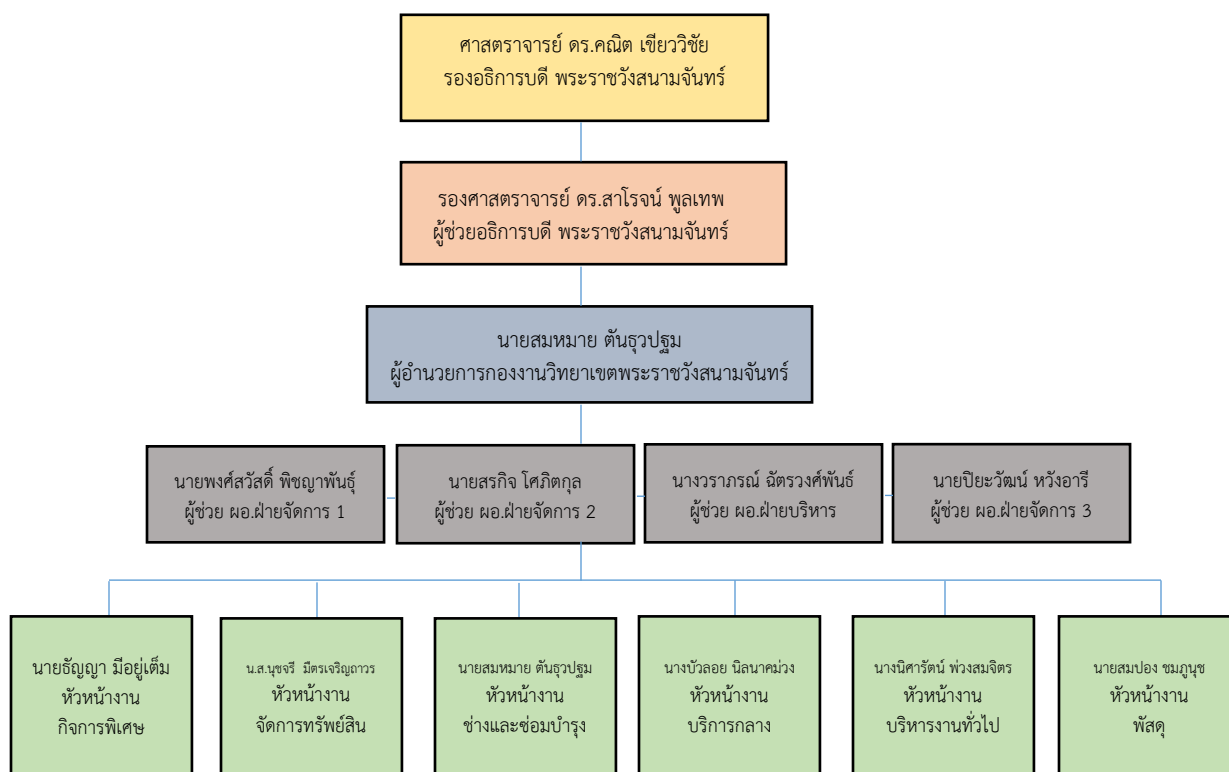 ศาสตราจารย์ ดร.คณิต เขียววิชัย
รองอธิการบดี พระราชวังสนามจันทร์
รองศาสตราจารย์ ดร.สาโรจน์ พูลเทพ
ผู้ช่วยอธิการบดี พระราชวังสนามจันทร์
นายสมหมาย ตันธุวปฐม
ผู้อำนวยการกองงานวิทยาเขตพระราชวังสนามจันทร์
นายพงศ์สวัสดิ์ พิชญาพันธุ์
ผู้ช่วย ผอ.ฝ่ายจัดการ 1
นายสรกิจ โศภิตกุล
ผู้ช่วย ผอ.ฝ่ายจัดการ 2
นางวราภรณ์ ฉัตรวงศ์พันธ์
ผู้ช่วย ผอ.ฝ่ายบริหาร
นายปิยะวัฒน์ หวังอารี
ผู้ช่วย ผอ.ฝ่ายจัดการ 3
นายธัญญา มีอยู่เต็ม
หัวหน้างาน
กิจการพิเศษ
น.ส.นุชจรี มีตรเจริญถาวร
หัวหน้างาน
จัดการทรัพย์สิน
นายสมหมาย ตันธุวปฐม
หัวหน้างาน
ช่างและซ่อมบำรุง
นางบัวลอย นิลนาคม่วง
หัวหน้างาน
บริการกลาง
นางนิศารัตน์ พ่วงสมจิตร
หัวหน้างาน
บริหารงานทั่วไป
นายสมปอง ชมภูนุช
หัวหน้างาน
พัสดุ